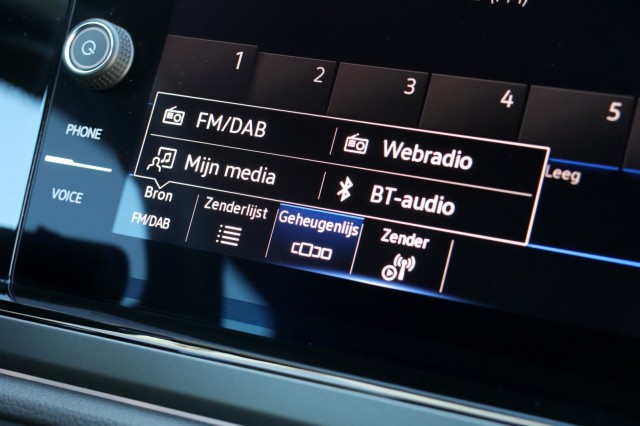 1 2 3 4 5
FM/DAB Webradio
Mijn media BT-audio
PHONE
VOICE
Leeg
Bron Zenderlijst Geheugenlijs Zender
FM/DAB